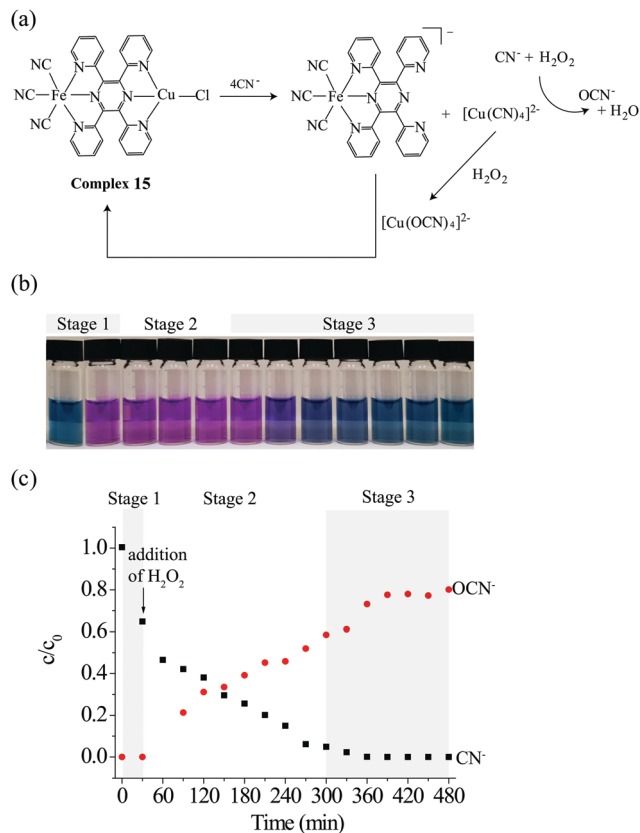 (a)
NC
NC
NC
Fe
N
N
N
N
N
N
Cu
Cl
4CN⁻
NC
NC
NC
Fe
N
N
N
N
N
N
−
+ [Cu(CN)₄]²⁻
CN⁻ + H₂O₂
OCN⁻
+ H₂O
H₂O₂
[Cu(OCN)₄]²⁻
Complex 15
(b)
Stage 1 Stage 2 Stage 3
(c)
Stage 1 Stage 2 Stage 3
addition
of H₂O₂
OCN⁻
CN⁻
c/c₀
1.0
0.8
0.6
0.4
0.2
0.0
0 60 120 180 240 300 360 420 480
Time (min)